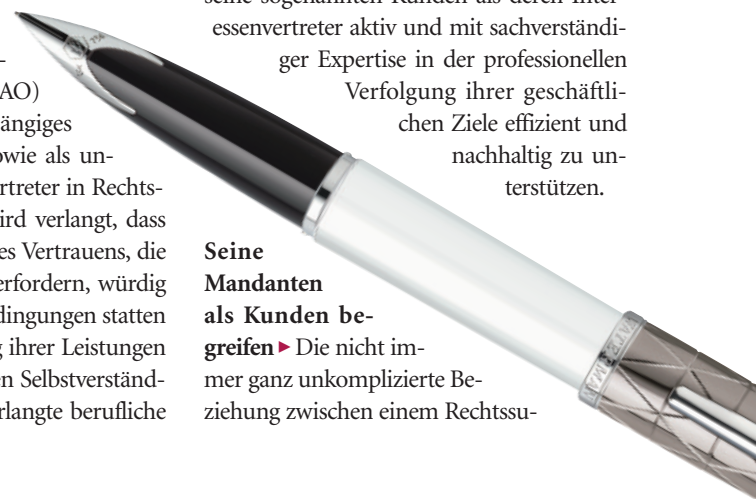 AO)
ängiges
owie als un-
rtreter in Rechts-
ird verlangt, dass
es Vertrauens, die
erfordern, würdig
dingungen statten
g ihrer Leistungen
en Selbstverständ-
rlangte berufliche
seine sogenannten Kunden als deren Inter-
essenvertreter aktiv und mit sachverständi-
ger Expertise in der professionellen
Verfolgung ihrer geschäftli-
chen Ziele effizient und
nachhaltig zu un-
terstützen.
Seine
Mandanten
als Kunden be-
greifen ▸ Die nicht im-
mer ganz unkomplizierte Be-
ziehung zwischen einem Rechtssu-
WATERMAN